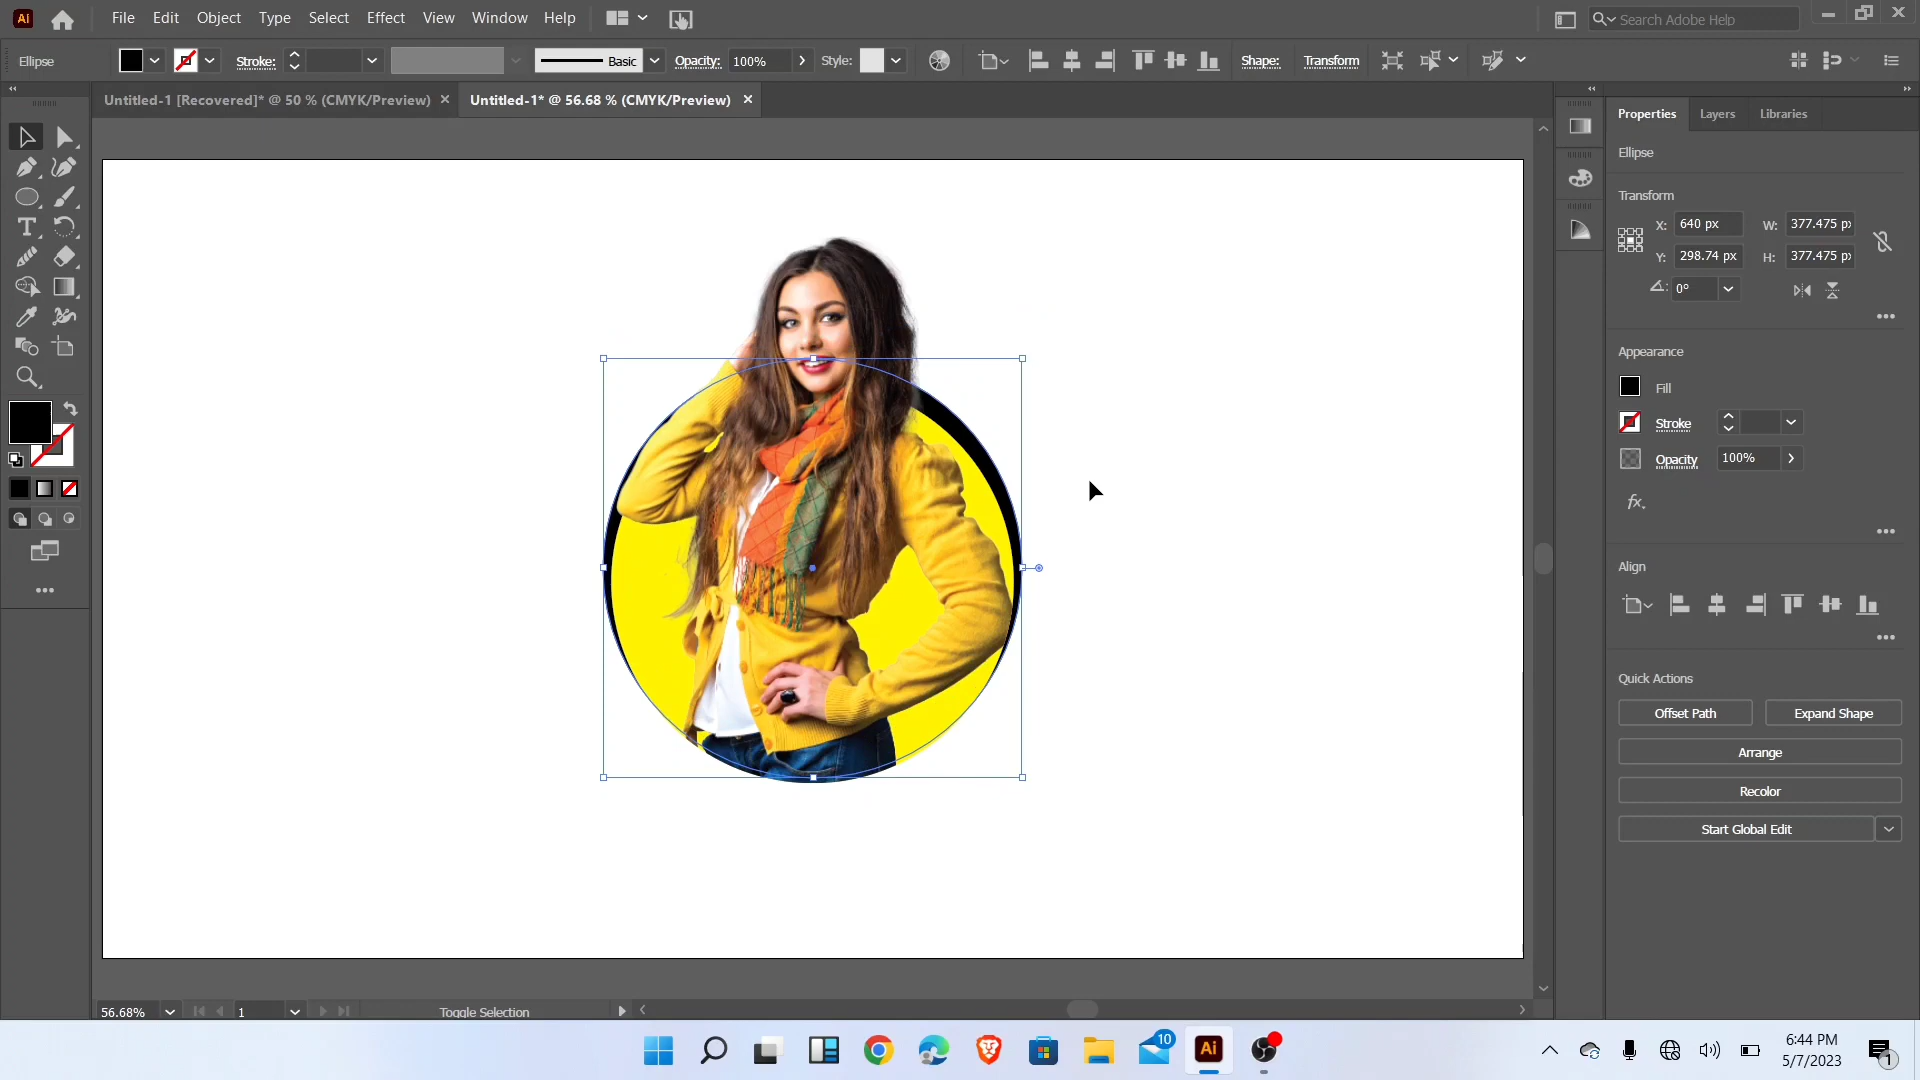 Ai File Edit Object Type Select Effect View Window Help Search Adobe Help
Ellipse Stroke: Basic Opacity: 100% Style: Shape: Transform
Untitled-1 [Recovered]* @ 50 % (CMYK/Preview) Untitled-1* @ 56.68 % (CMYK/Preview)
Properties Layers Libraries
Ellipse
Transform
X: 640 px W: 377.475 p
Y: 298.74 px H: 377.475 p
0°
Appearance
Fill
Stroke
Opacity 100%
fx
Align
Quick Actions
Offset Path Expand Shape
Arrange
Recolor
Start Global Edit
56.68% 1 Toggle Selection
10 Ai
6:44 PM
5/7/2023
1